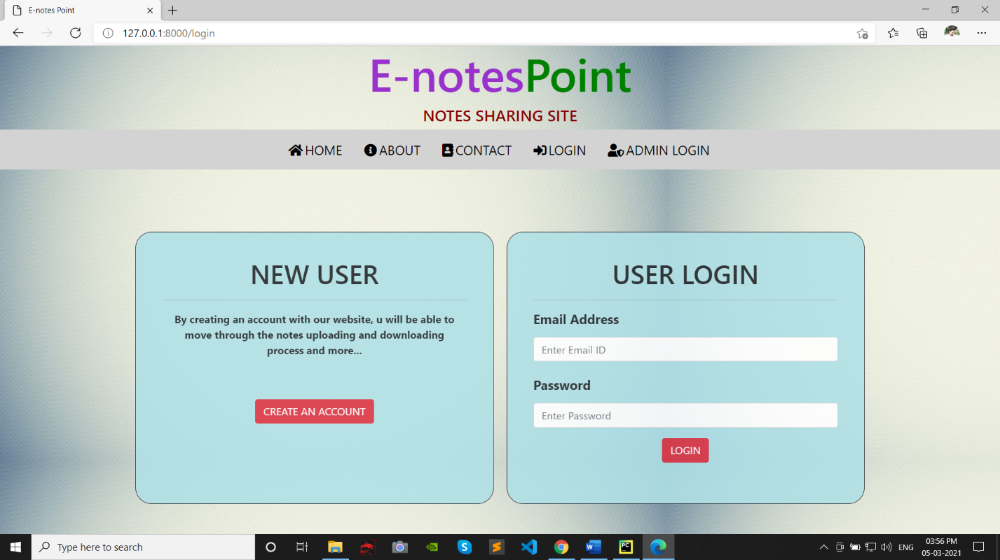 E-notes Point
127.0.0.1:8000/login
E-notesPoint
NOTES SHARING SITE
HOME ABOUT CONTACT LOGIN ADMIN LOGIN
NEW USER
By creating an account with our website, u will be able to
move through the notes uploading and downloading
process and more...
CREATE AN ACCOUNT
USER LOGIN
Email Address
Enter Email ID
Password
Enter Password
LOGIN
Type here to search
S
W
PC
ENG
03:56 PM
05-03-2021